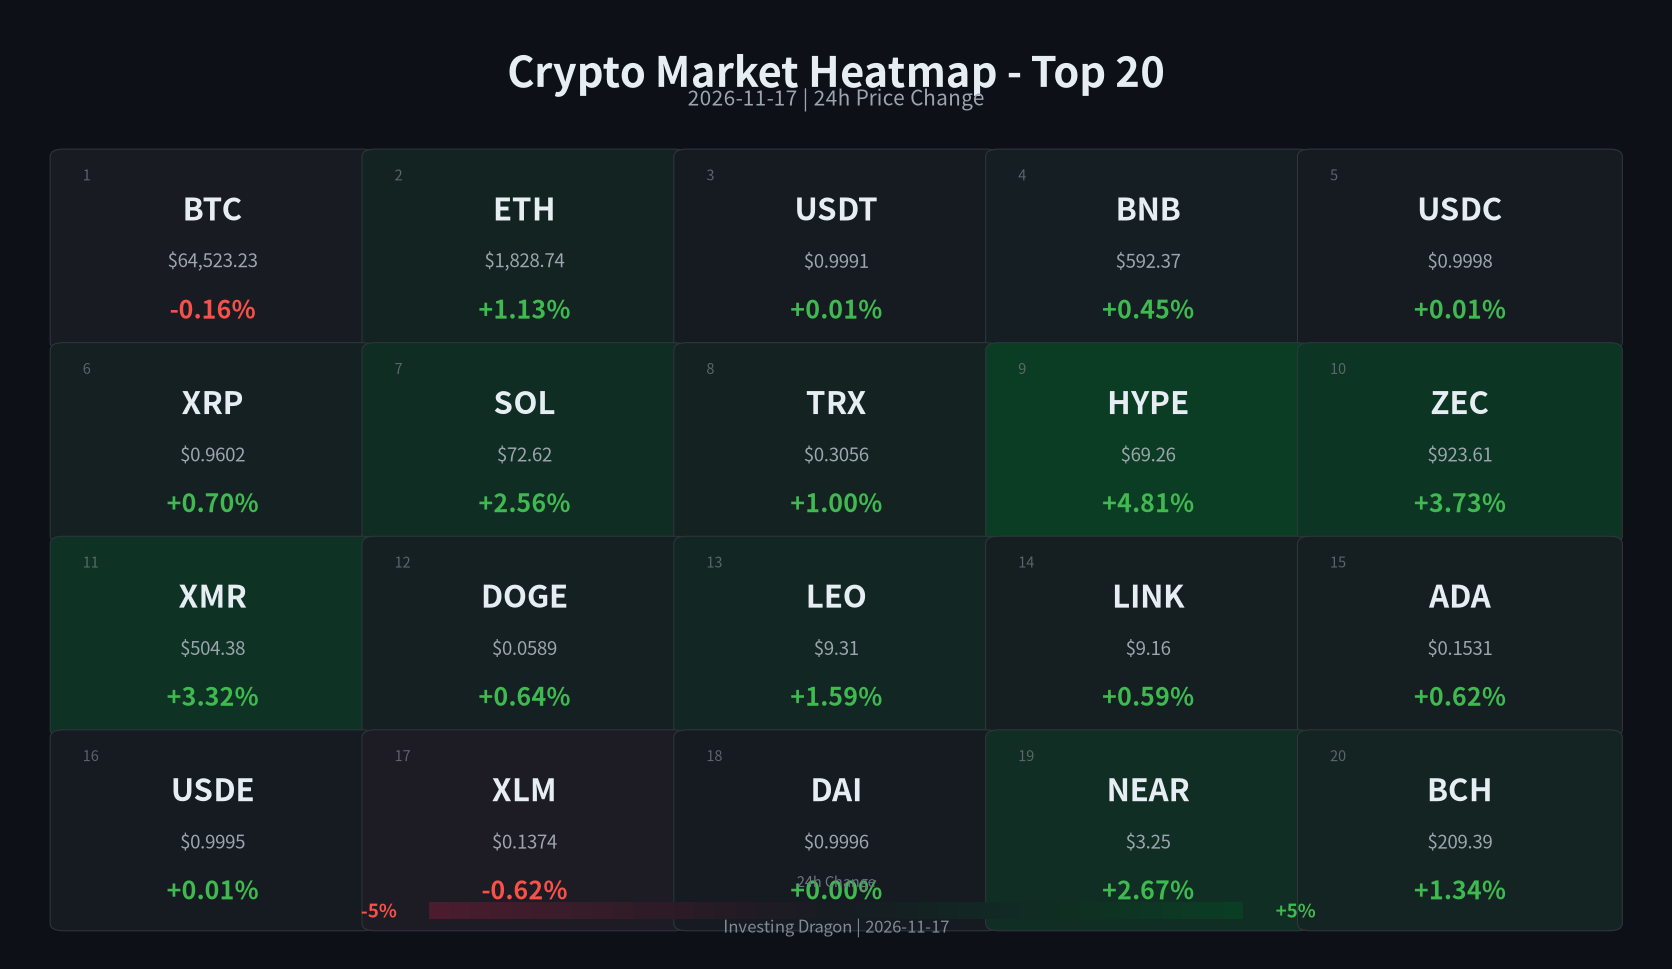 Crypto Market Heatmap - Top 20
2026-11-17 | 24h Price Change
1
BTC
$64,523.23
-0.16%
2
ETH
$1,828.74
+1.13%
3
USDT
$0.9991
+0.01%
4
BNB
$592.37
+0.45%
5
USDC
$0.9998
+0.01%
6
XRP
$0.9602
+0.70%
7
SOL
$72.62
+2.56%
8
TRX
$0.3056
+1.00%
9
HYPE
$69.26
+4.81%
10
ZEC
$923.61
+3.73%
11
XMR
$504.38
+3.32%
12
DOGE
$0.0589
+0.64%
13
LEO
$9.31
+1.59%
14
LINK
$9.16
+0.59%
15
ADA
$0.1531
+0.62%
16
USDE
$0.9995
+0.01%
17
XLM
$0.1374
-0.62%
18
DAI
$0.9996
+0.00%
19
NEAR
$3.25
+2.67%
20
BCH
$209.39
+1.34%
24h Change
-5%
+5%
Investing Dragon | 2026-11-17